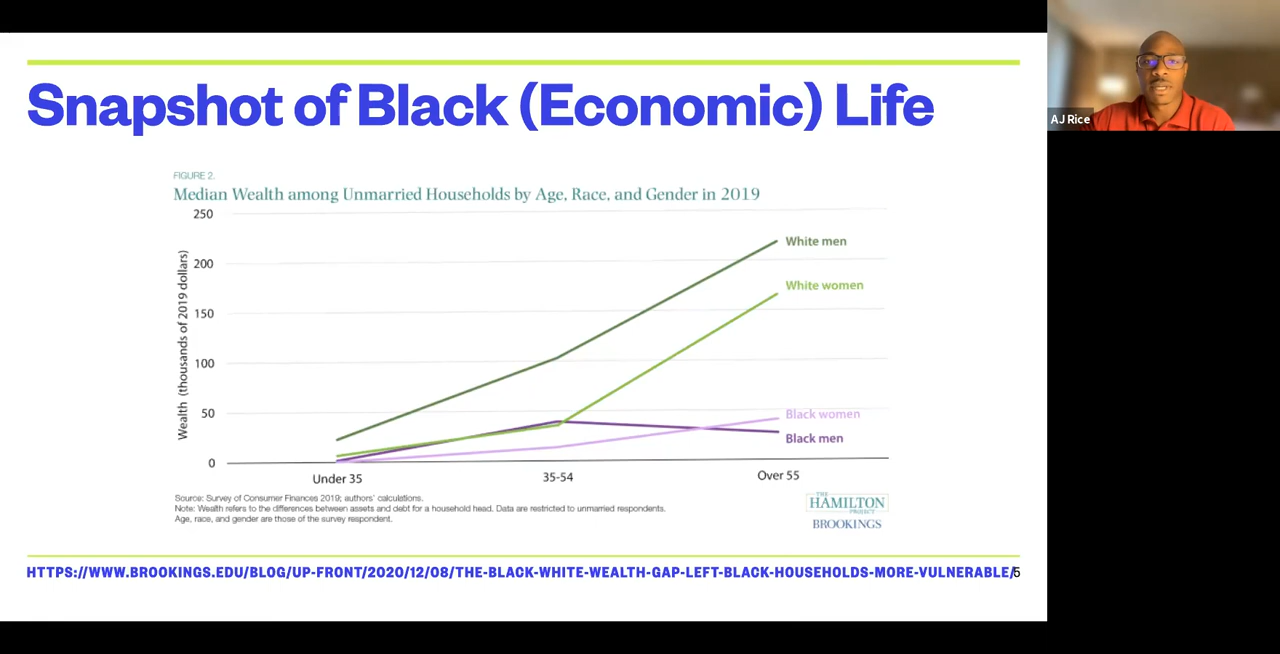 Snapshot of Black (Economic) Life
AJ Rice
FIGURE 2.
Median Wealth among Unmarried Households by Age, Race, and Gender in 2019
Wealth (thousands of 2019 dollars)
250
200
150
100
50
0
White men
White women
Black women
Black men
Under 35
35-54
Over 55
Source: Survey of Consumer Finances 2019; authors' calculations.
Note: Wealth refers to the differences between assets and debt for a household head. Data are restricted to unmarried respondents.
Age, race, and gender are those of the survey respondent.
THE
HAMILTON
PROJECT
BROOKINGS
HTTPS://WWW.BROOKINGS.EDU/BLOG/UP-FRONT/2020/12/08/THE-BLACK-WHITE-WEALTH-GAP-LEFT-BLACK-HOUSEHOLDS-MORE-VULNERABLE/
5